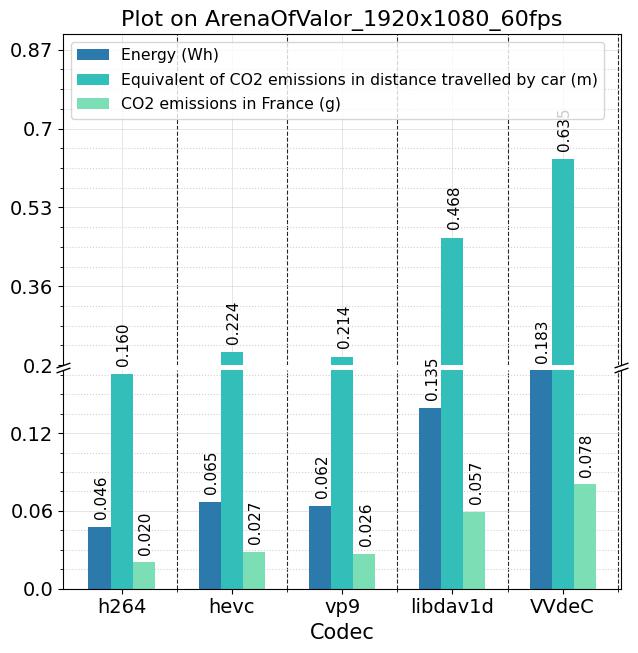 Plot on ArenaOfValor_1920x1080_60fps
Energy (Wh)
Equivalent of CO2 emissions in distance travelled by car (m)
CO2 emissions in France (g)
0.87
0.7
0.53
0.36
0.2
0.12
0.06
0.0
0.046
0.160
0.020
0.065
0.224
0.027
0.062
0.214
0.026
0.135
0.468
0.057
0.183
0.635
0.078
h264
hevc
vp9
libdav1d
VVdeC
Codec